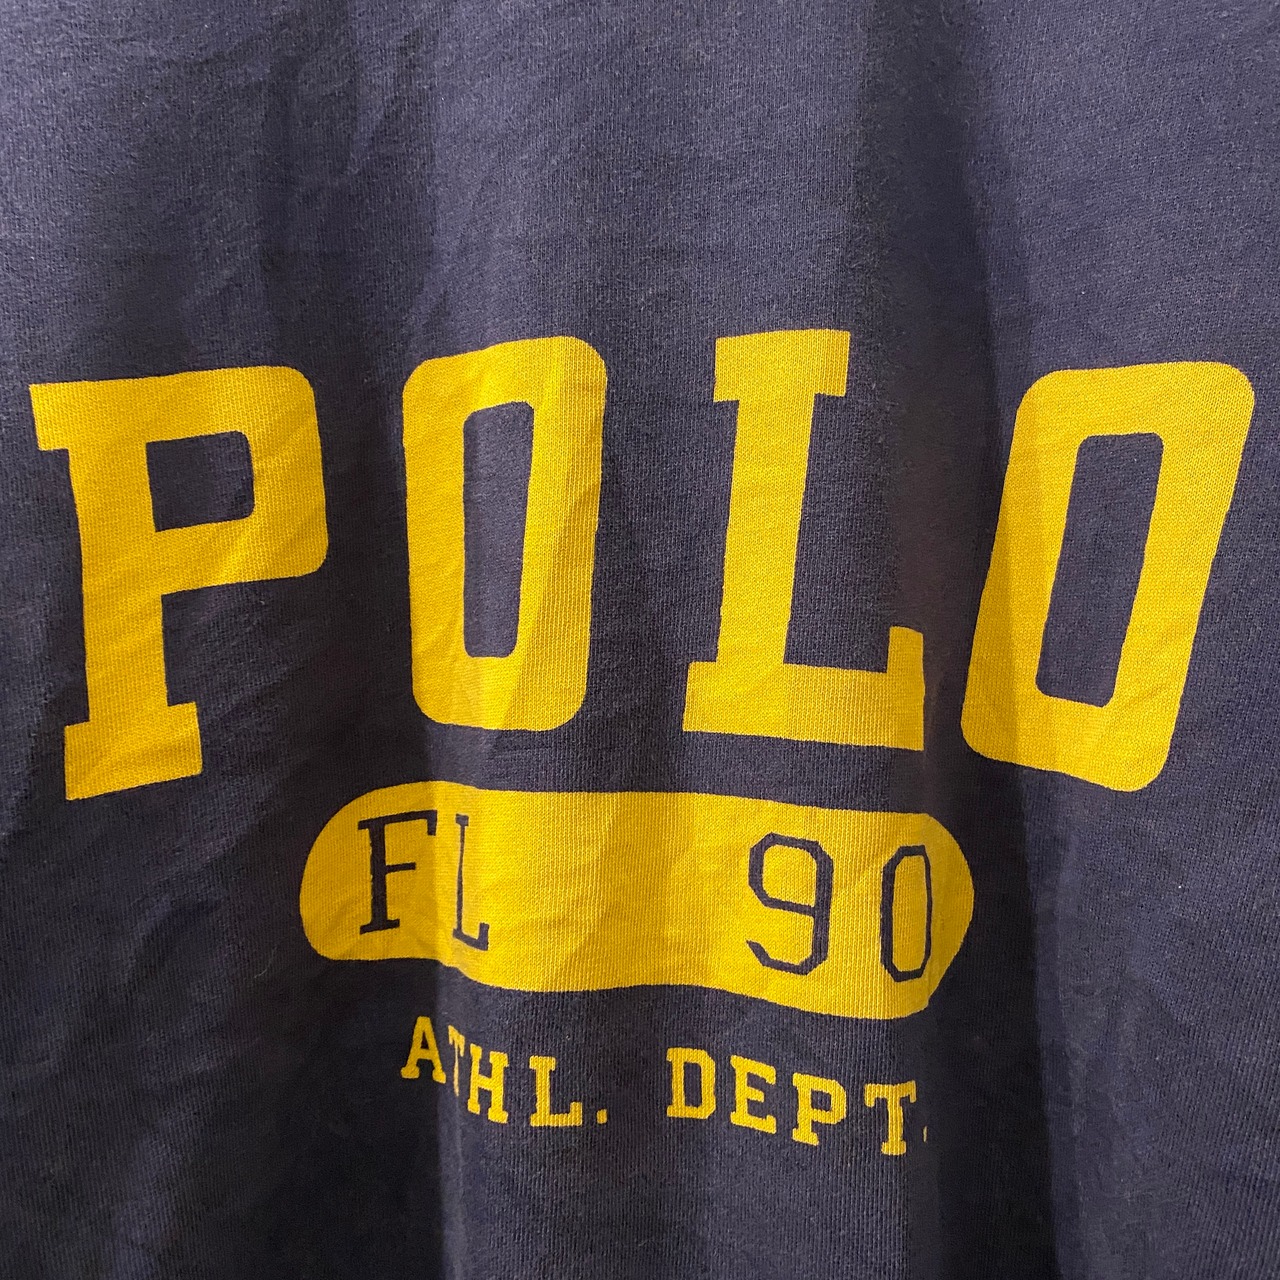 POLO
FL 90
ATHL. DEPT.